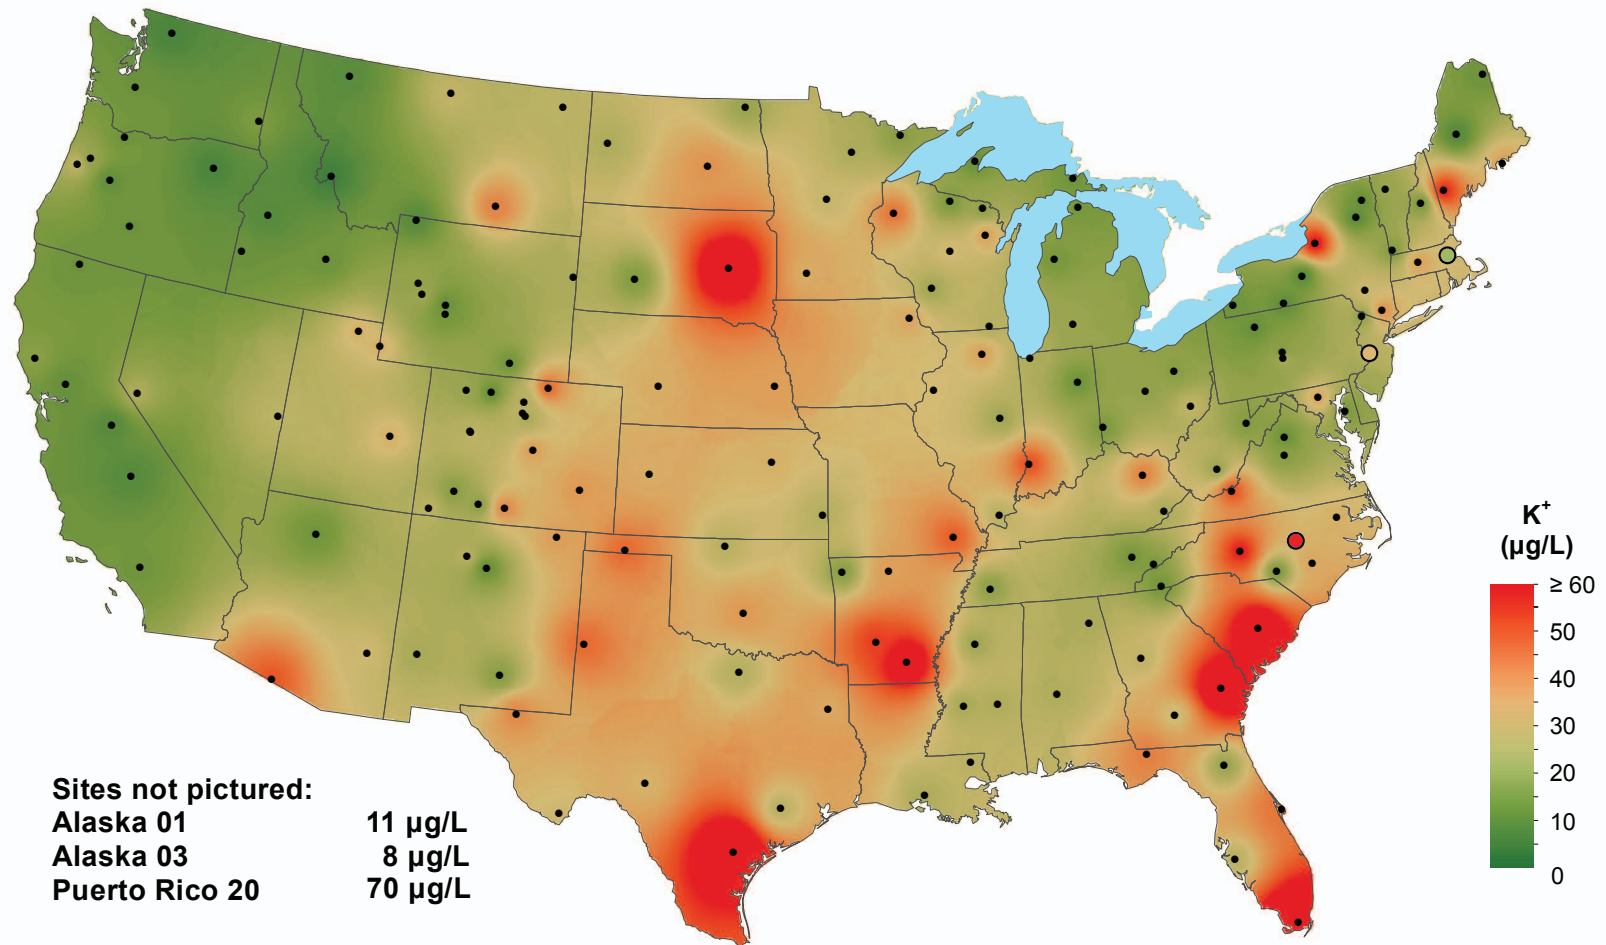 K+
(µg/L)
≥ 60
50
40
30
20
10
0
Sites not pictured:
Alaska 01 11 µg/L
Alaska 03 8 µg/L
Puerto Rico 20 70 µg/L